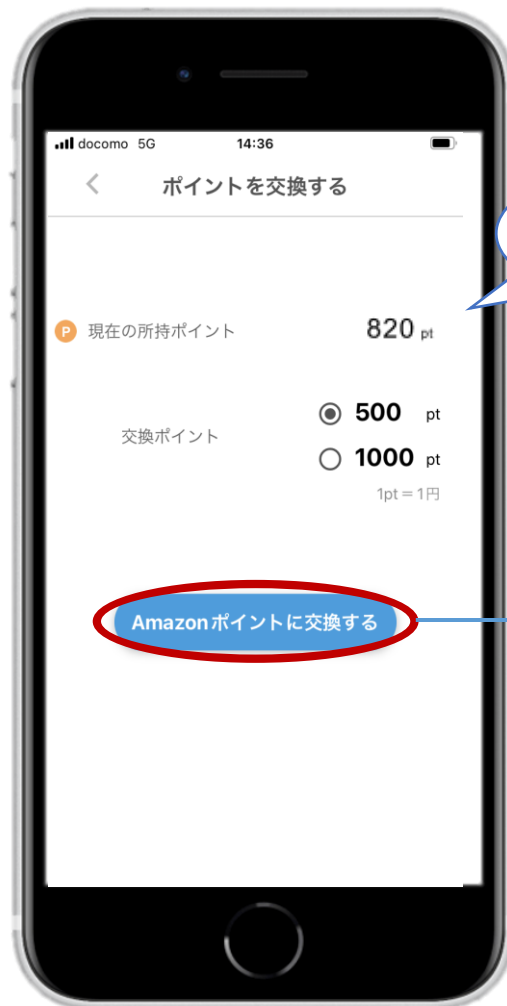 docomo 5G 14:36
ポイントを交換する
P 現在の所持ポイント 820 pt
500 pt
交換ポイント
1000 pt
1pt = 1円
Amazonポイントに交換する